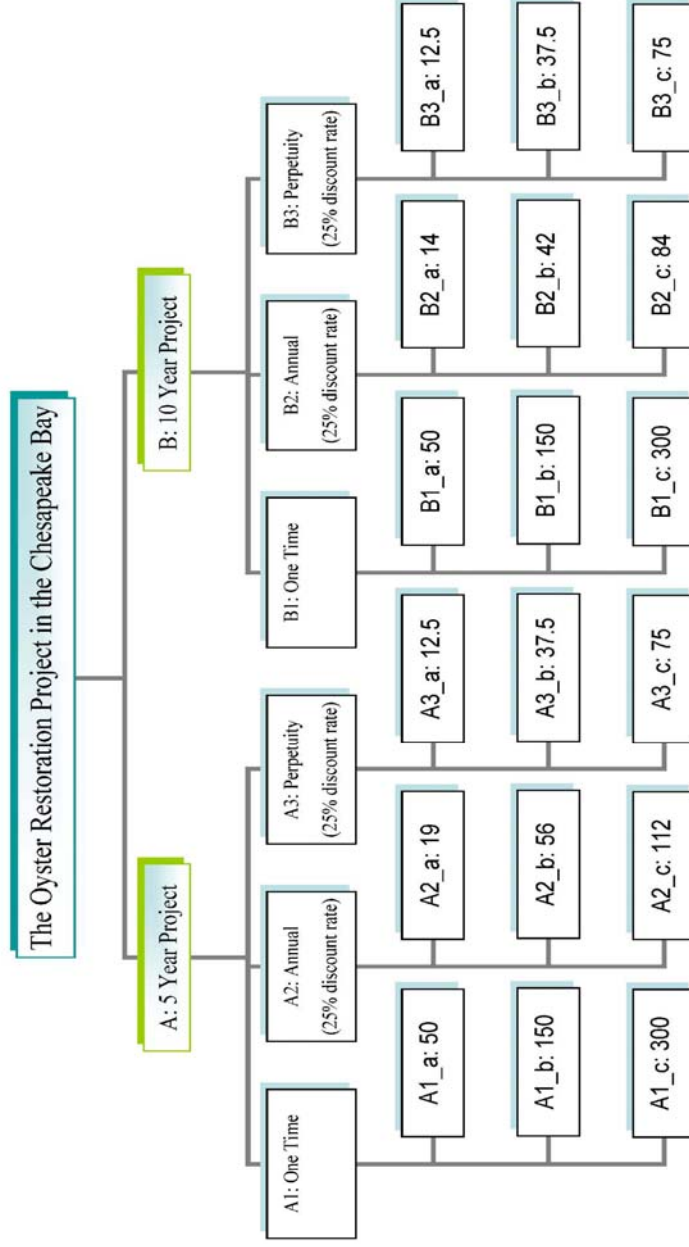 The Oyster Restoration Project in the Chesapeake Bay
A: 5 Year Project
B: 10 Year Project
A1: One Time
A2: Annual
(25% discount rate)
A3: Perpetuity
(25% discount rate)
B1: One Time
B2: Annual
(25% discount rate)
B3: Perpetuity
(25% discount rate)
A1_a: 50
A2_a: 19
A3_a: 12.5
B1_a: 50
B2_a: 14
B3_a: 12.5
A1_b: 150
A2_b: 56
A3_b: 37.5
B1_b: 150
B2_b: 42
B3_b: 37.5
A1_c: 300
A2_c: 112
A3_c: 75
B1_c: 300
B2_c: 84
B3_c: 75